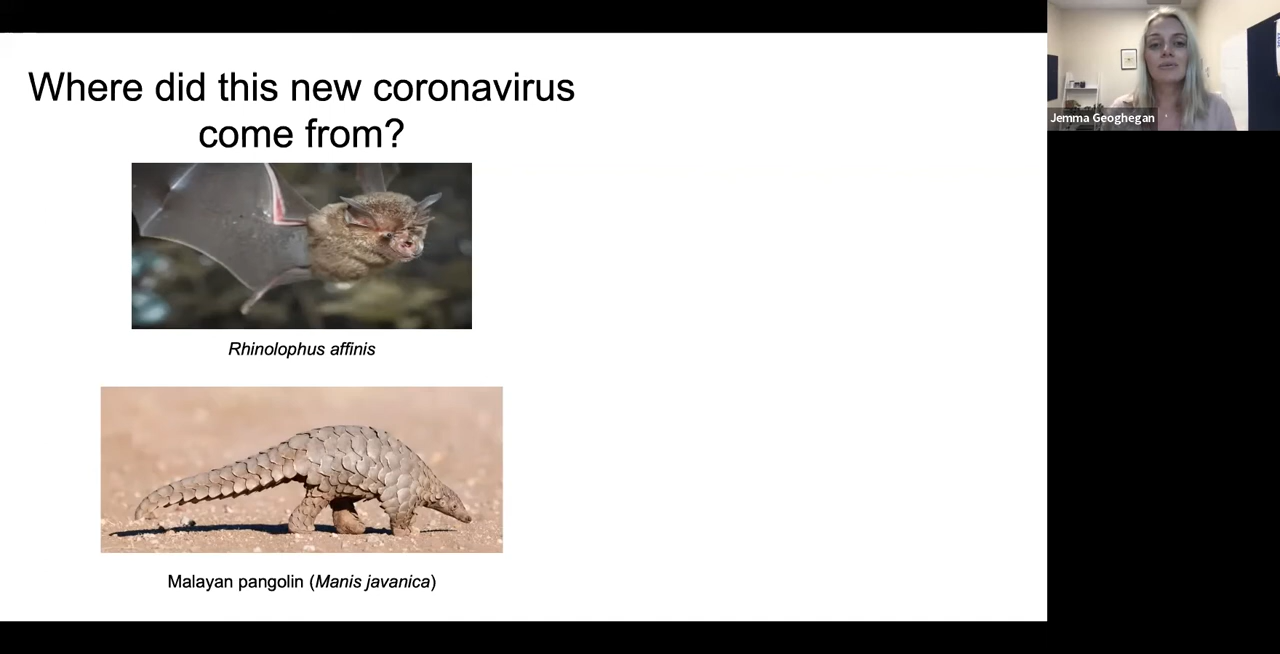 Where did this new coronavirus
come from?
Jemma Geoghegan
Rhinolophus affinis
Malayan pangolin (Manis javanica)